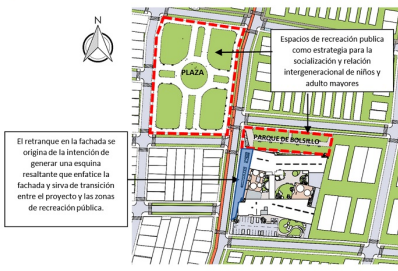 N
Espacios de recreación publica
como estrategia para la
socialización y relación
intergeneracional de niños y
adulto mayores
PLAZA
PARQUE DE BOLSILLO
El retranque en la fachada se
origina de la intención de
generar una esquina
resaltante que enfatice la
fachada y sirva de transición
entre el proyecto y las zonas
de recreación pública.